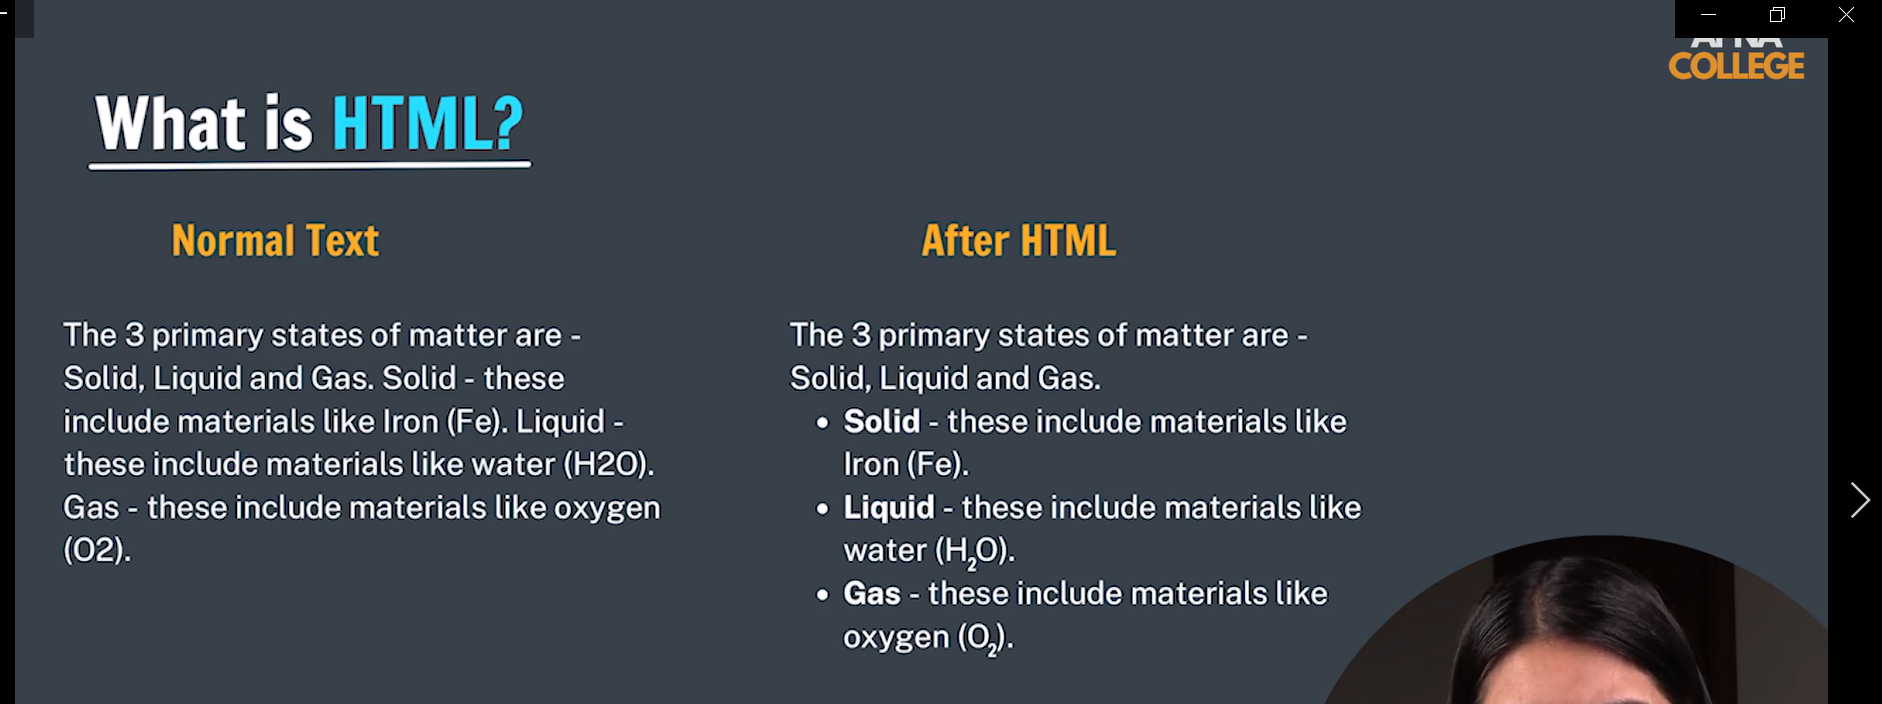 COLLEGE
What is HTML?
Normal Text
The 3 primary states of matter are -
Solid, Liquid and Gas. Solid - these
include materials like Iron (Fe). Liquid -
these include materials like water (H2O).
Gas - these include materials like oxygen
(O2).
After HTML
The 3 primary states of matter are -
Solid, Liquid and Gas.
• Solid - these include materials like
Iron (Fe).
• Liquid - these include materials like
water (H₂O).
• Gas - these include materials like
oxygen (O₂).